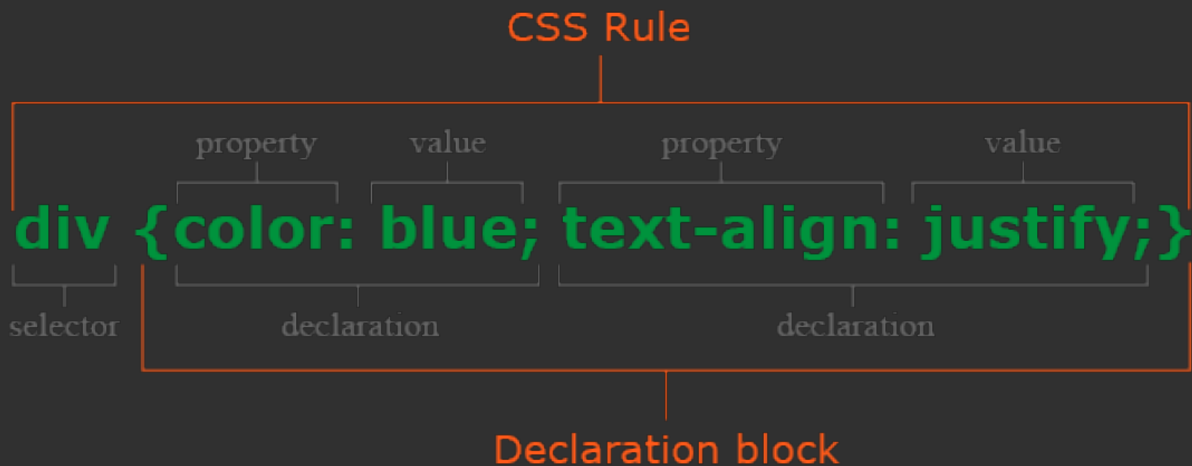 CSS Rule
property value property value
div {color: blue; text-align: justify;}
selector declaration declaration
Declaration block